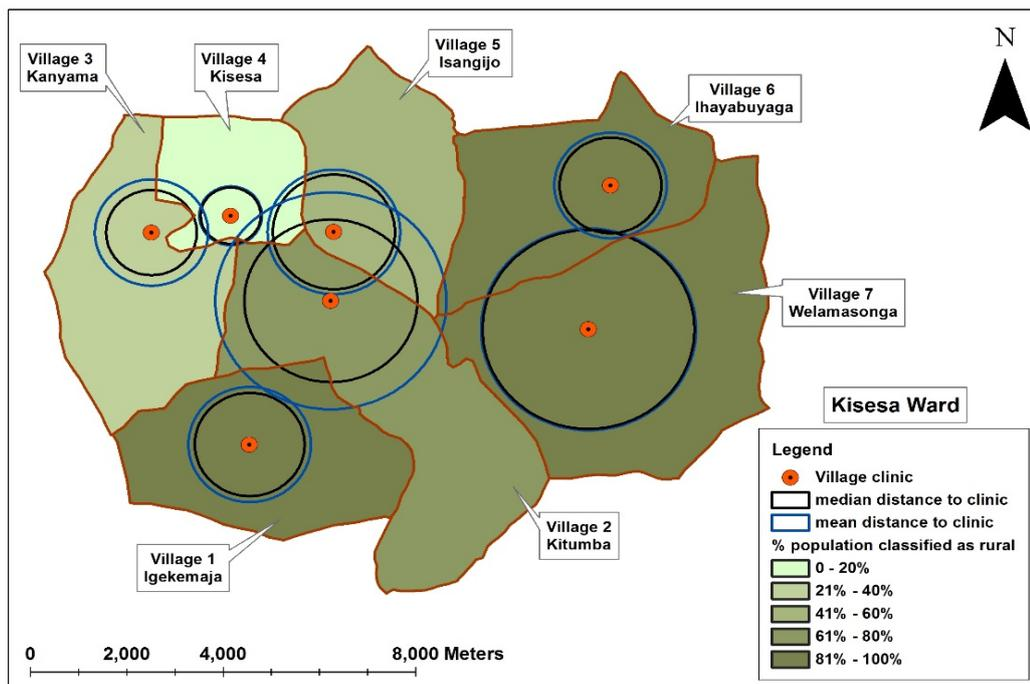 Village 3
Kanyama
Village 4
Kisesa
Village 5
Isangijo
N
Village 6
Ihayabuyaga
Village 7
Welamasonga
Kisesa Ward
Village 2
Kitumba
Village 1
Igekemaja
Legend
Village clinic
median distance to clinic
mean distance to clinic
% population classified as rural
0 - 20%
21% - 40%
41% - 60%
61% - 80%
81% - 100%
0 2,000 4,000 8,000 Meters